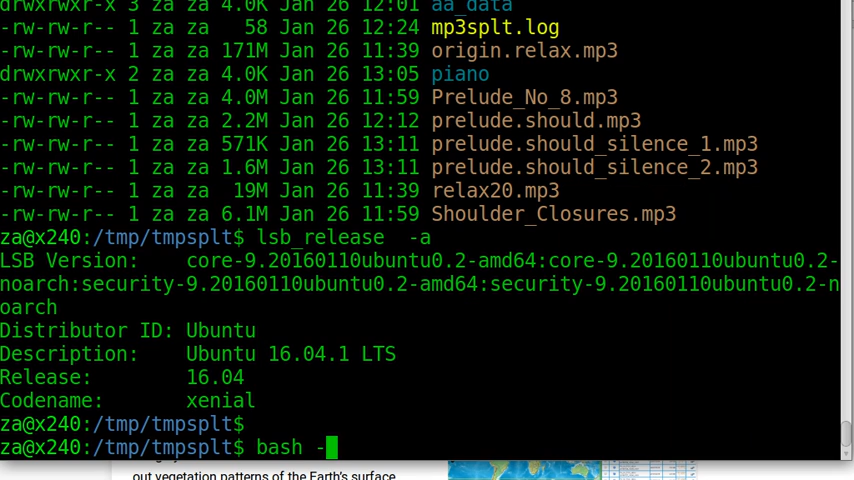 drwxrwxr-x 3 za za 4.0K Jan 26 12:01 aa_data
-rw-rw-r-- 1 za za   58 Jan 26 12:24 mp3splt.log
-rw-rw-r-- 1 za za 171M Jan 26 11:39 origin.relax.mp3
drwxrwxr-x 2 za za 4.0K Jan 26 13:05 piano
-rw-rw-r-- 1 za za 4.0M Jan 26 11:59 Prelude_No_8.mp3
-rw-rw-r-- 1 za za 2.2M Jan 26 12:12 prelude.should.mp3
-rw-rw-r-- 1 za za 571K Jan 26 13:11 prelude.should_silence_1.mp3
-rw-rw-r-- 1 za za 1.6M Jan 26 13:11 prelude.should_silence_2.mp3
-rw-rw-r-- 1 za za  19M Jan 26 11:39 relax20.mp3
-rw-rw-r-- 1 za za 6.1M Jan 26 11:59 Shoulder_Closures.mp3
za@x240:/tmp/tmpsplt$ lsb_release  -a
LSB Version:    core-9.20160110ubuntu0.2-amd64:core-9.20160110ubuntu0.2-
noarch:security-9.20160110ubuntu0.2-amd64:security-9.20160110ubuntu0.2-n
oarch
Distributor ID: Ubuntu
Description:    Ubuntu 16.04.1 LTS
Release:        16.04
Codename:       xenial
za@x240:/tmp/tmpsplt$
za@x240:/tmp/tmpsplt$ bash -
out vegetation patterns of the Earth's surface